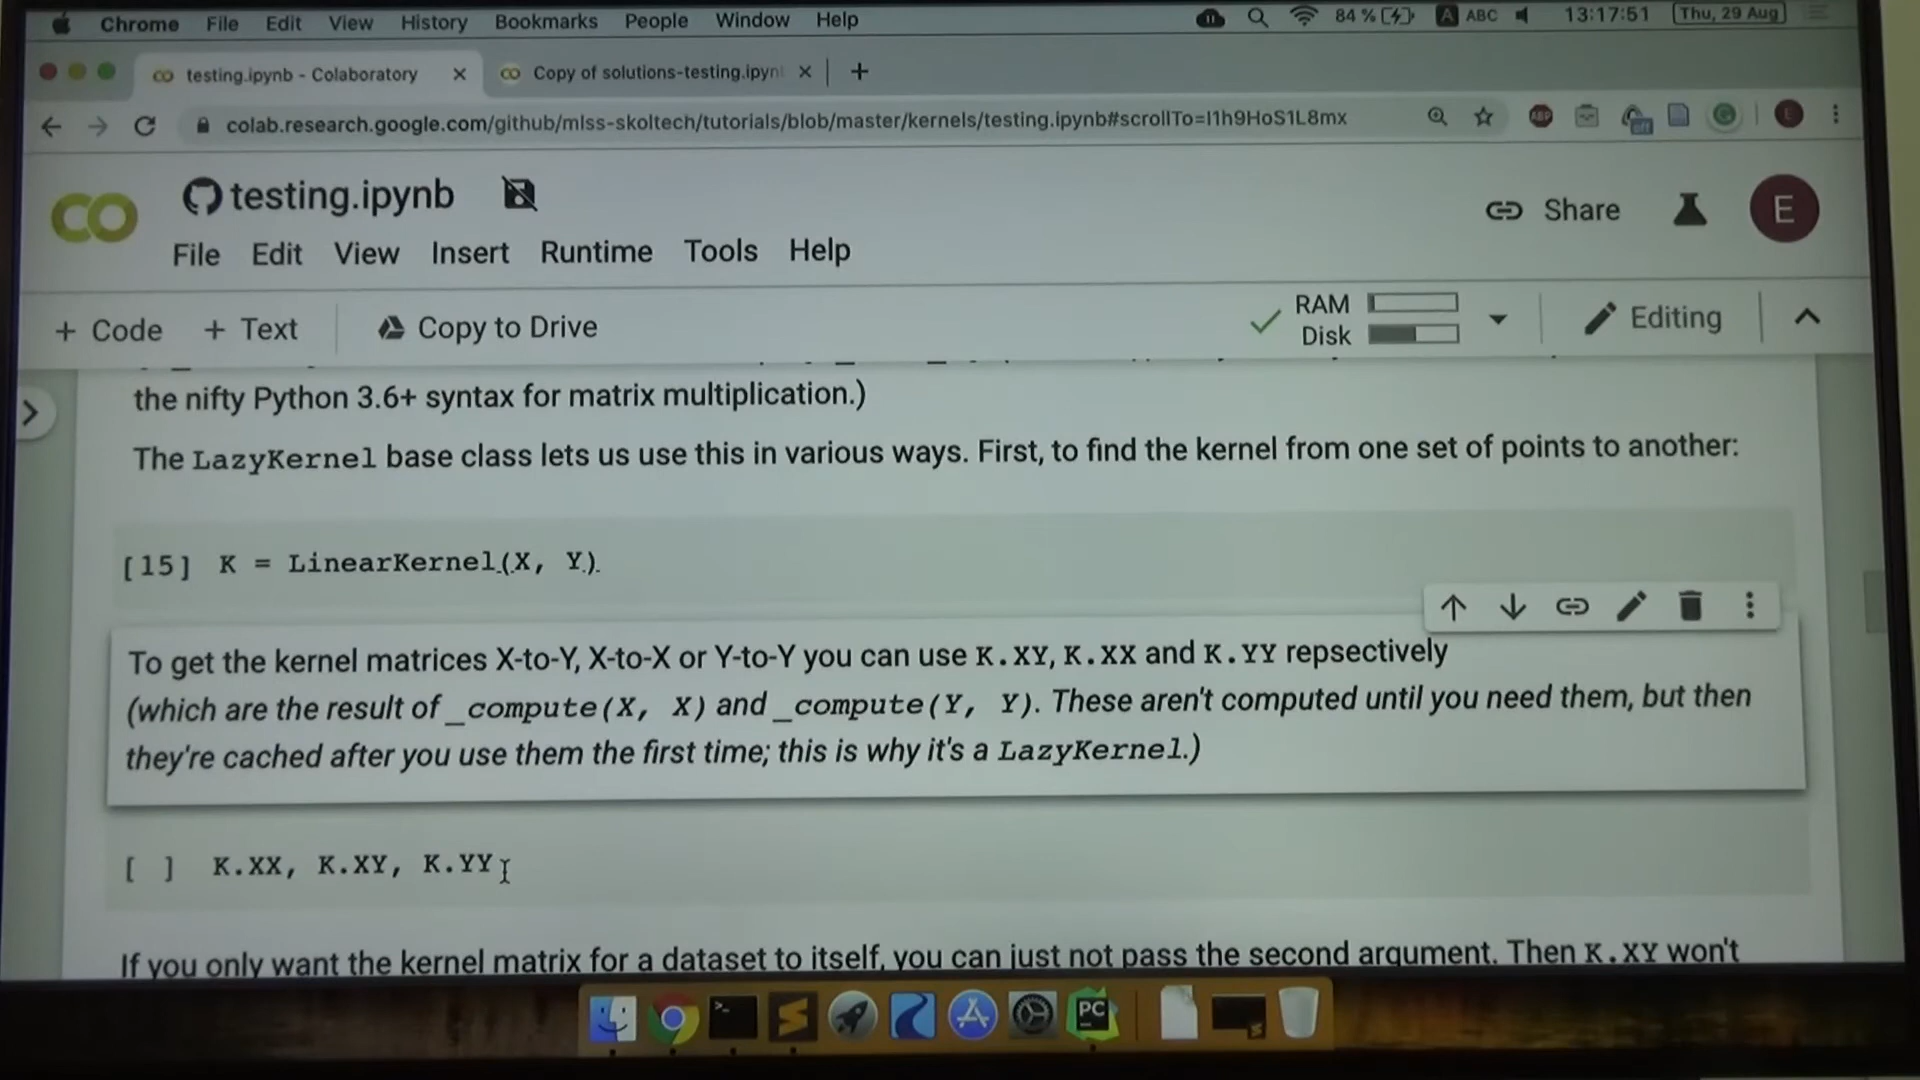 Chrome File Edit View History Bookmarks People Window Help 84 % A ABC 13:17:51 Thu, 29 Aug
testing.ipynb - Colaboratory Copy of solutions-testing.ipyn
colab.research.google.com/github/mlss-skoltech/tutorials/blob/master/kernels/testing.ipynb#scrollTo=I1h9HoS1L8mx ABP off E
CO testing.ipynb Share E
File Edit View Insert Runtime Tools Help
+ Code + Text Copy to Drive RAM Disk Editing
the nifty Python 3.6+ syntax for matrix multiplication.)
The LazyKernel base class lets us use this in various ways. First, to find the kernel from one set of points to another:
[15] K = LinearKernel(X, Y)
To get the kernel matrices X-to-Y, X-to-X or Y-to-Y you can use K.XY, K.XX and K.YY repsectively
(which are the result of _compute(X, X) and _compute(Y, Y). These aren't computed until you need them, but then
they're cached after you use them the first time; this is why it's a LazyKernel.)
[ ] K.XX, K.XY, K.YY
If you only want the kernel matrix for a dataset to itself, you can just not pass the second argument. Then K.XY won't
PC